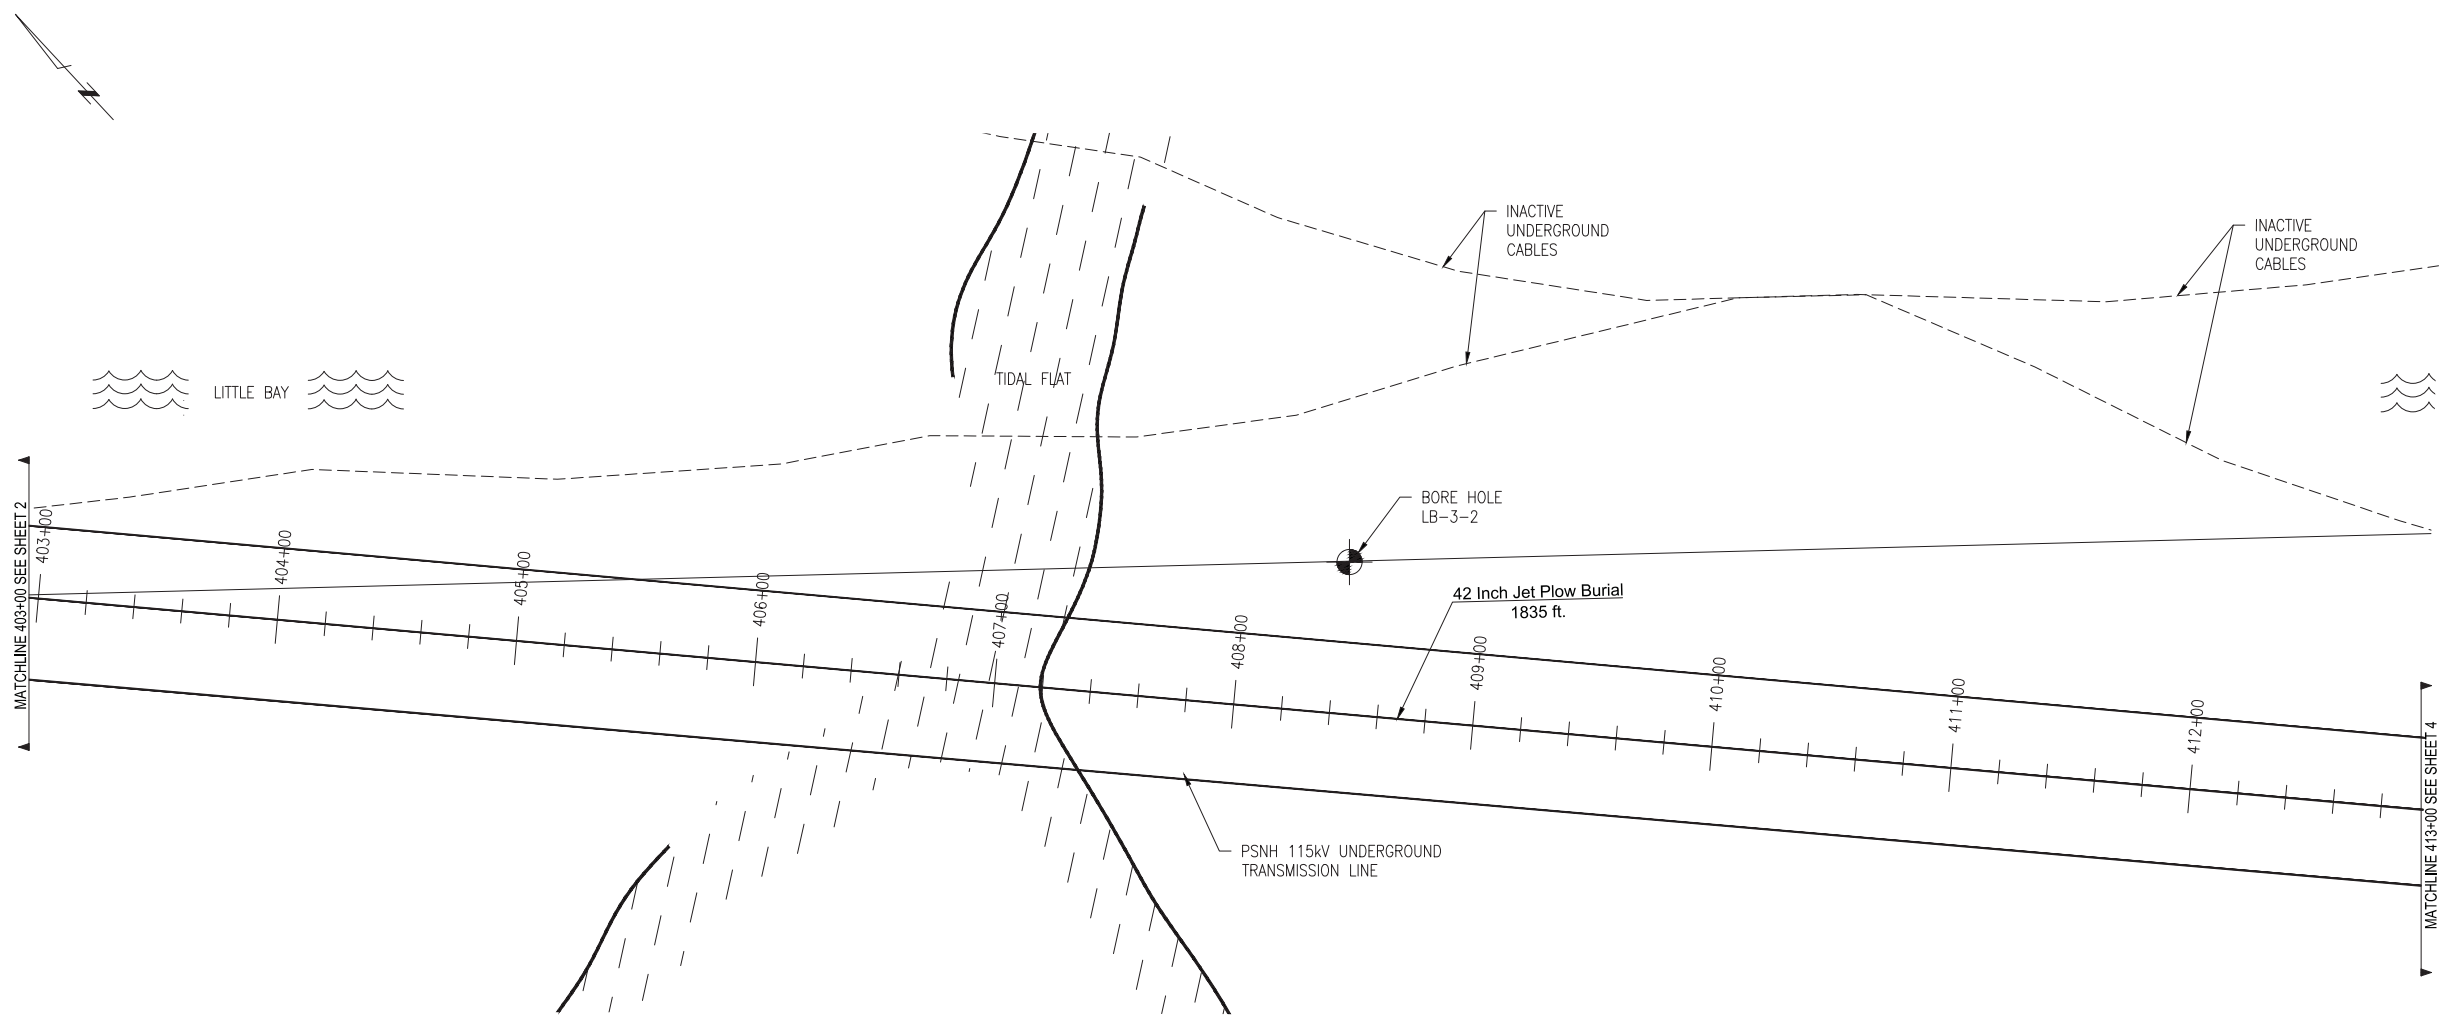 INACTIVE
UNDERGROUND
CABLES
INACTIVE
UNDERGROUND
CABLES
LITTLE BAY
TIDAL FLAT
BORE HOLE
LB-3-2
42 Inch Jet Plow Burial
1835 ft.
MATCHLINE 403+00 SEE SHEET 2
403+00
404+00
405+00
406+00
407+00
408+00
409+00
410+00
411+00
412+00
MATCHLINE 413+00 SEE SHEET 4
PSNH 115kV UNDERGROUND
TRANSMISSION LINE